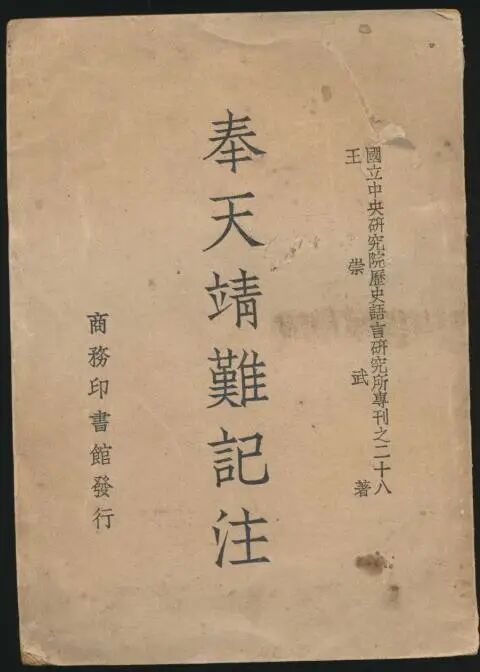 國立中央研究院歷史語言研究所專刊之二十八
王崇武著
奉天靖難記注
商務印書館發行